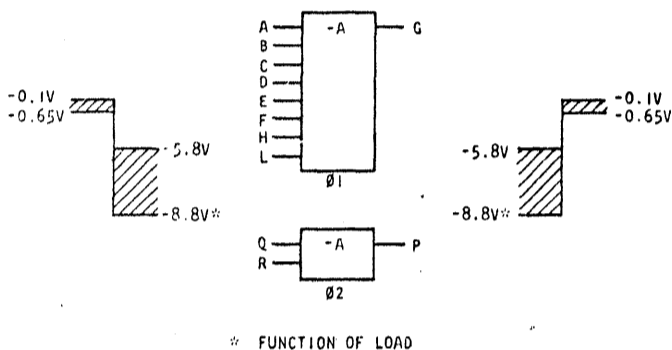 A -A G
B
C
D
E
F
H
L
Ø1
-0.1V
-0.65V
-5.8V
-8.8V*
-0.1V
-0.65V
-5.8V
-8.8V*
Q -A P
R
Ø2
* FUNCTION OF LOAD